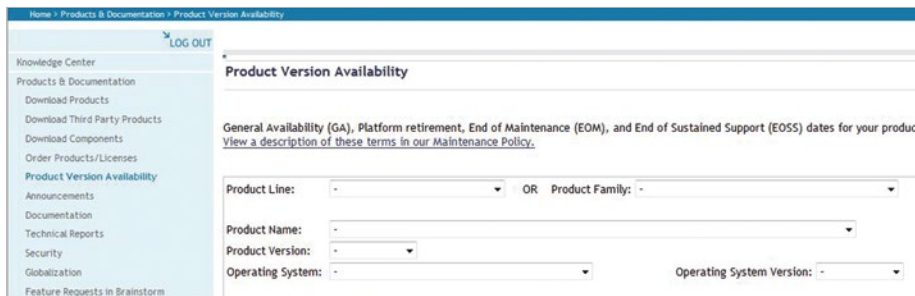 Home > Products & Documentation > Product Version Availability
LOG OUT
Knowledge Center
Products & Documentation
Download Products
Download Third Party Products
Download Components
Order Products/Licenses
Product Version Availability
Announcements
Documentation
Technical Reports
Security
Globalization
Feature Requests in Brainstorm
Product Version Availability
General Availability (GA), Platform retirement, End of Maintenance (EOM), and End of Sustained Support (EOSS) dates for your produc
View a description of these terms in our Maintenance Policy.
Product Line: - OR Product Family: -
Product Name: -
Product Version: -
Operating System: - Operating System Version: -